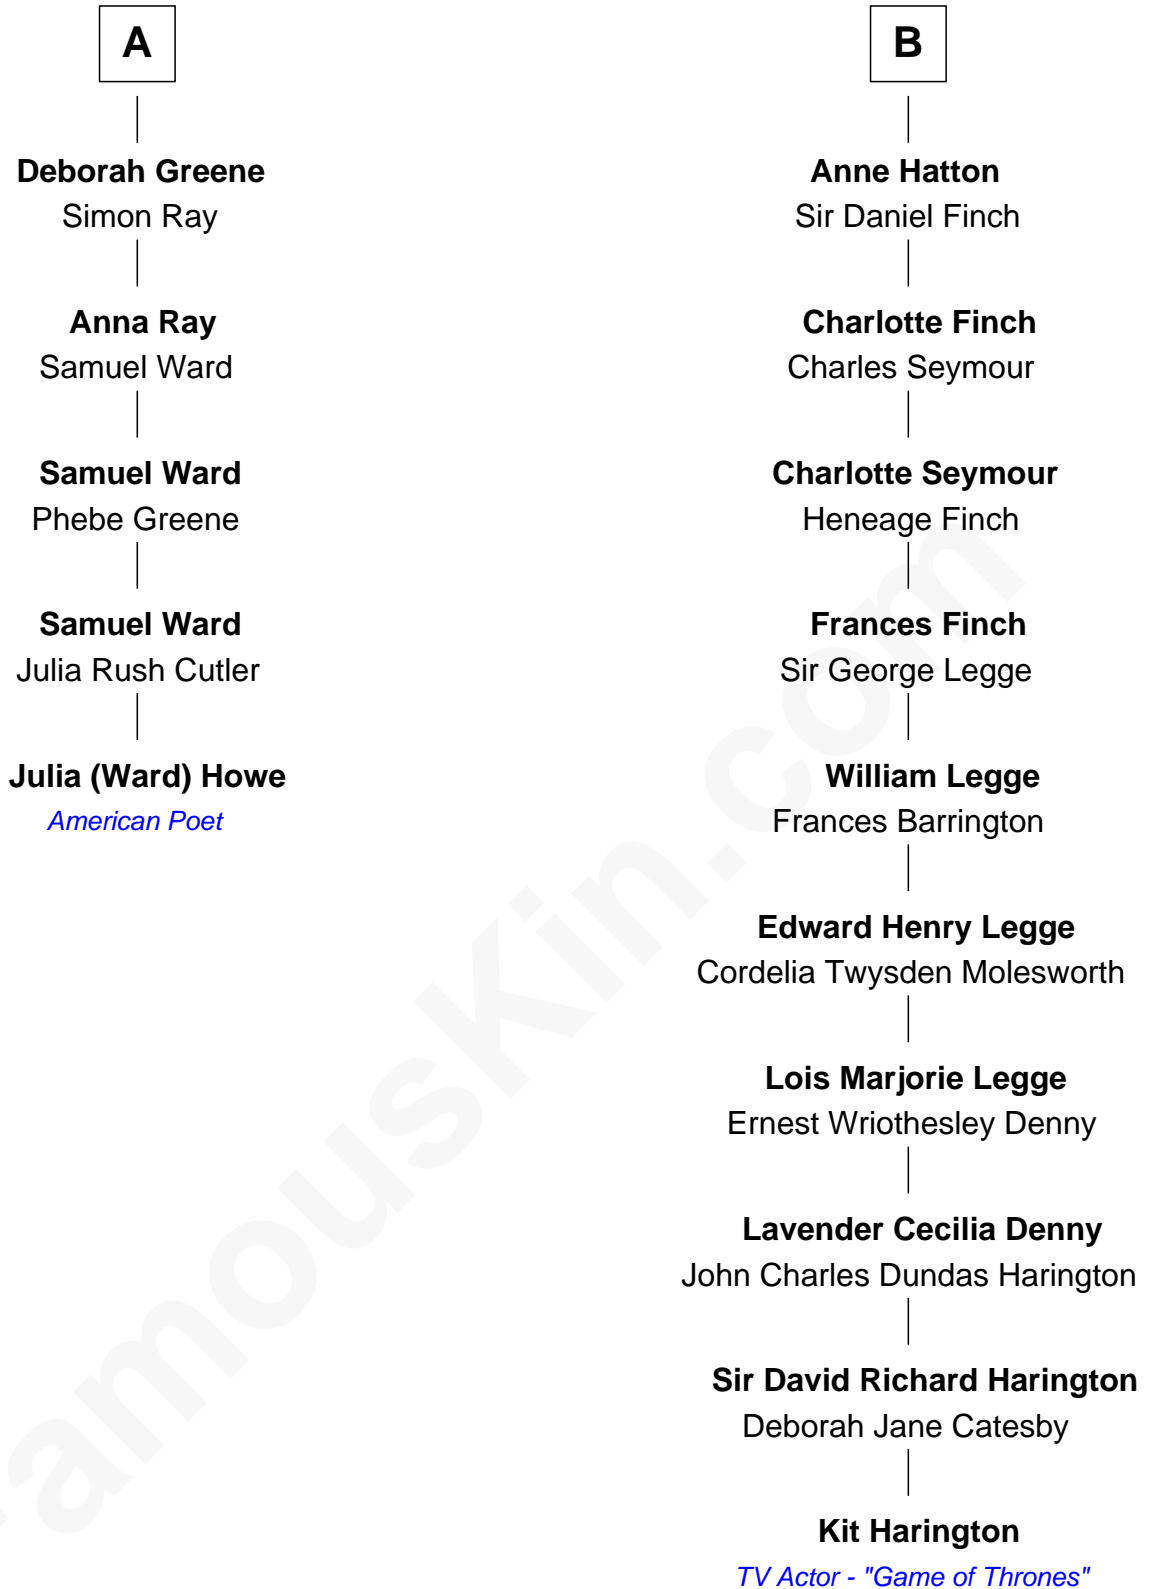 A
Deborah Greene
Simon Ray
Anna Ray
Samuel Ward
Samuel Ward
Phebe Greene
Samuel Ward
Julia Rush Cutler
Julia (Ward) Howe
American Poet
B
Anne Hatton
Sir Daniel Finch
Charlotte Finch
Charles Seymour
Charlotte Seymour
Heneage Finch
Frances Finch
Sir George Legge
William Legge
Frances Barrington
Edward Henry Legge
Cordelia Twysden Molesworth
Lois Marjorie Legge
Ernest Wriothesley Denny
Lavender Cecilia Denny
John Charles Dundas Harington
Sir David Richard Harington
Deborah Jane Catesby
Kit Harington
TV Actor - "Game of Thrones"
famousKin.com